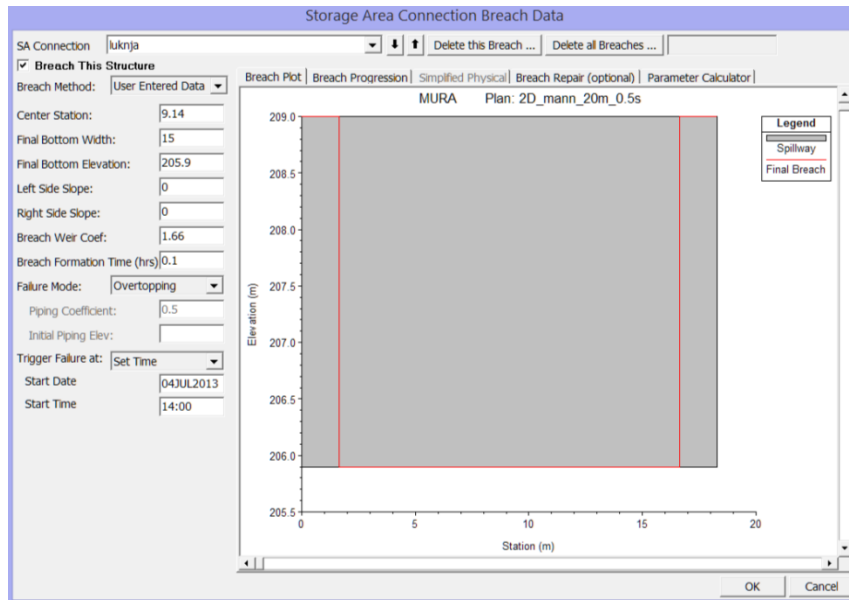 Storage Area Connection Breach Data
SA Connection luknja Delete this Breach ... Delete all Breaches ...
Breach This Structure
Breach Method: User Entered Data
Center Station: 9.14
Final Bottom Width: 15
Final Bottom Elevation: 205.9
Left Side Slope: 0
Right Side Slope: 0
Breach Weir Coef: 1.66
Breach Formation Time (hrs) 0.1
Failure Mode: Overtopping
Piping Coefficient: 0.5
Initial Piping Elev:
Trigger Failure at: Set Time
Start Date 04JUL2013
Start Time 14:00
Breach Plot Breach Progression Simplified Physical Breach Repair (optional) Parameter Calculator
MURA Plan: 2D_mann_20m_0.5s
209.0
208.5
208.0
207.5
207.0
206.5
206.0
205.5
Elevation (m)
0 5 10 15 20
Station (m)
Legend
Spillway
Final Breach
OK Cancel